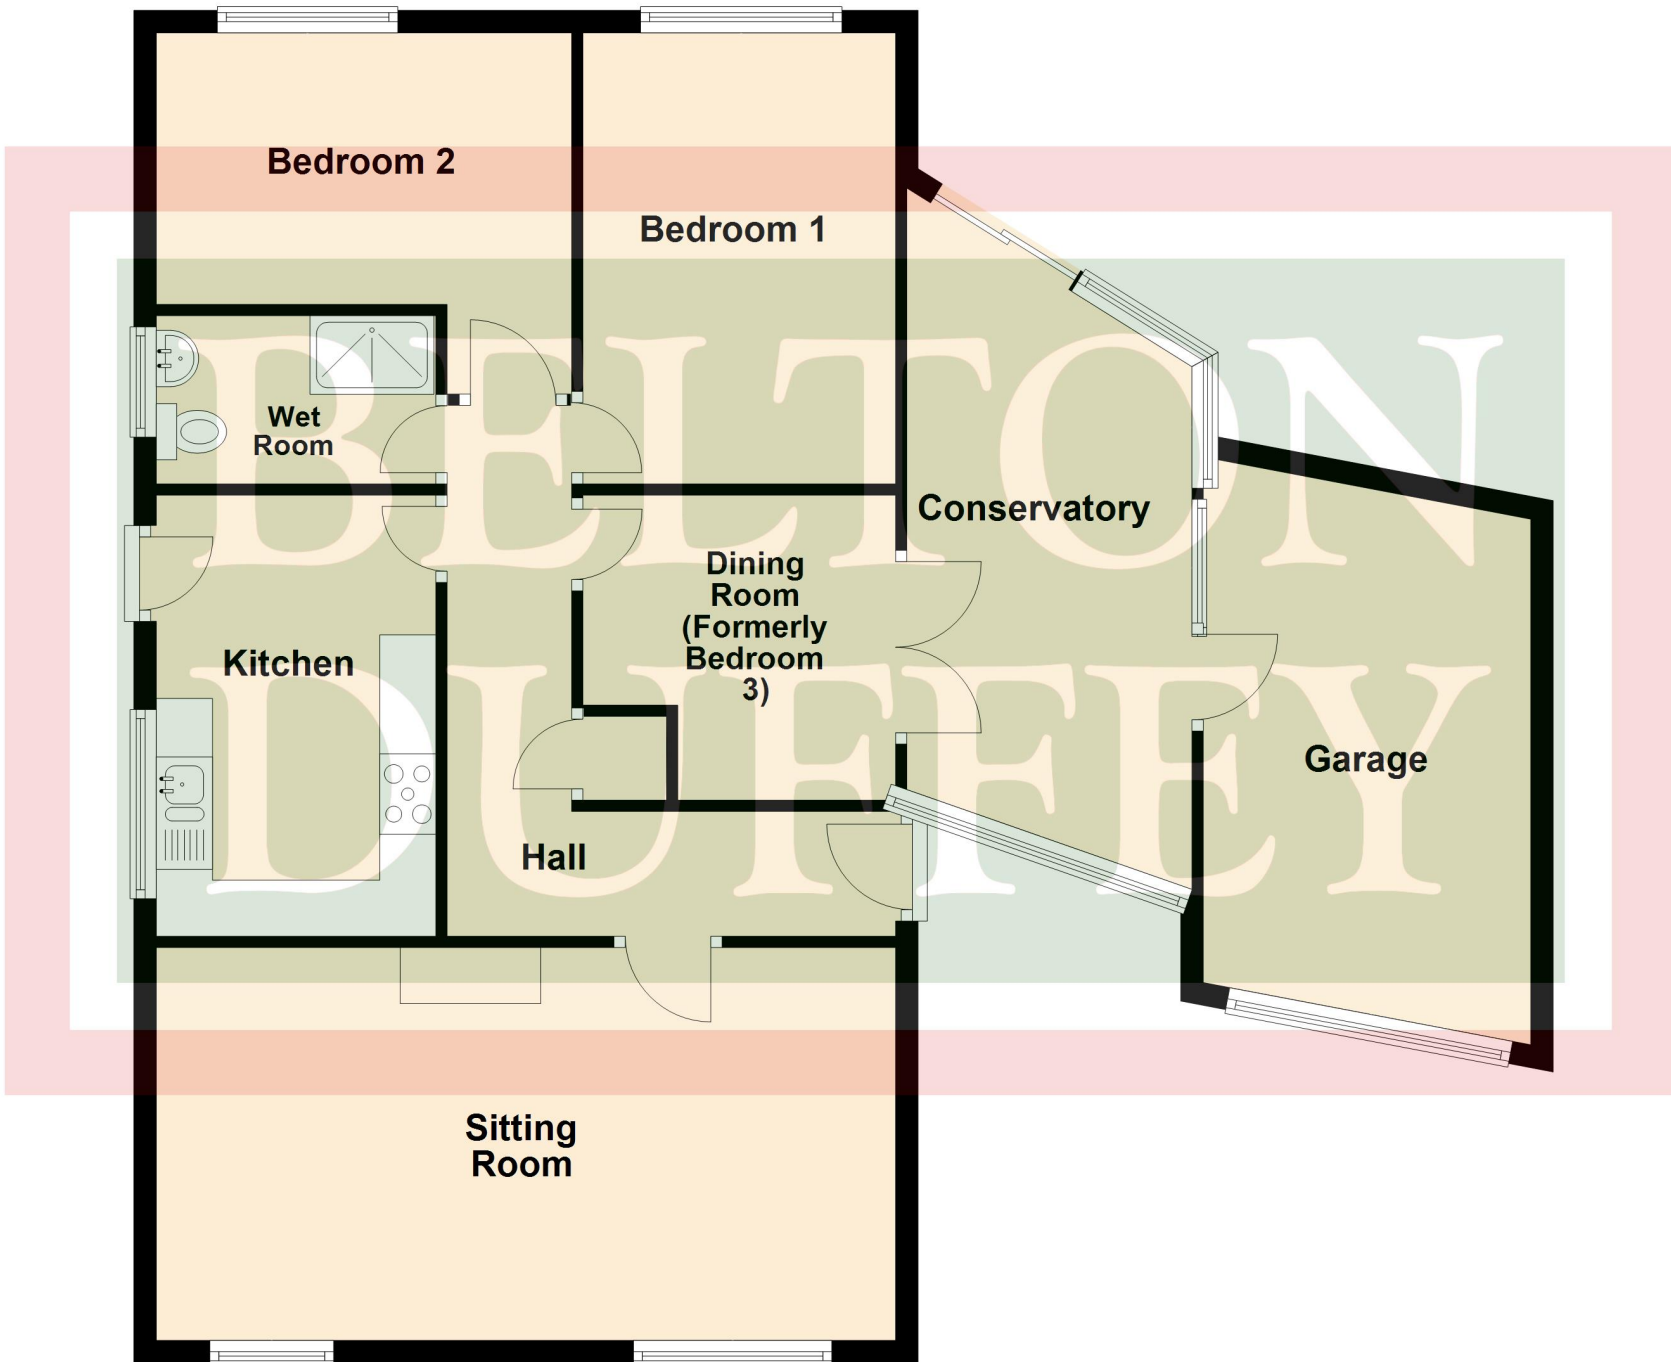 Bedroom 2
Bedroom 1
BELTON
Wet
Room
Conservatory
Dining
Room
(Formerly
Bedroom
3)
Kitchen
DUFFEY
Garage
Hall
Sitting
Room